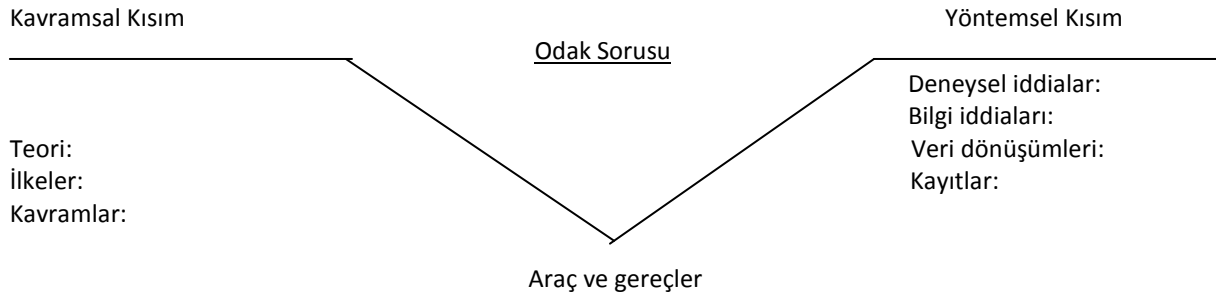 Kavramsal Kısım
Yöntemsel Kısım
Odak Sorusu
Deneysel iddialar:
Bilgi iddiaları:
Teori:
Veri dönüşümleri:
İlkeler:
Kayıtlar:
Kavramlar:
Araç ve gereçler